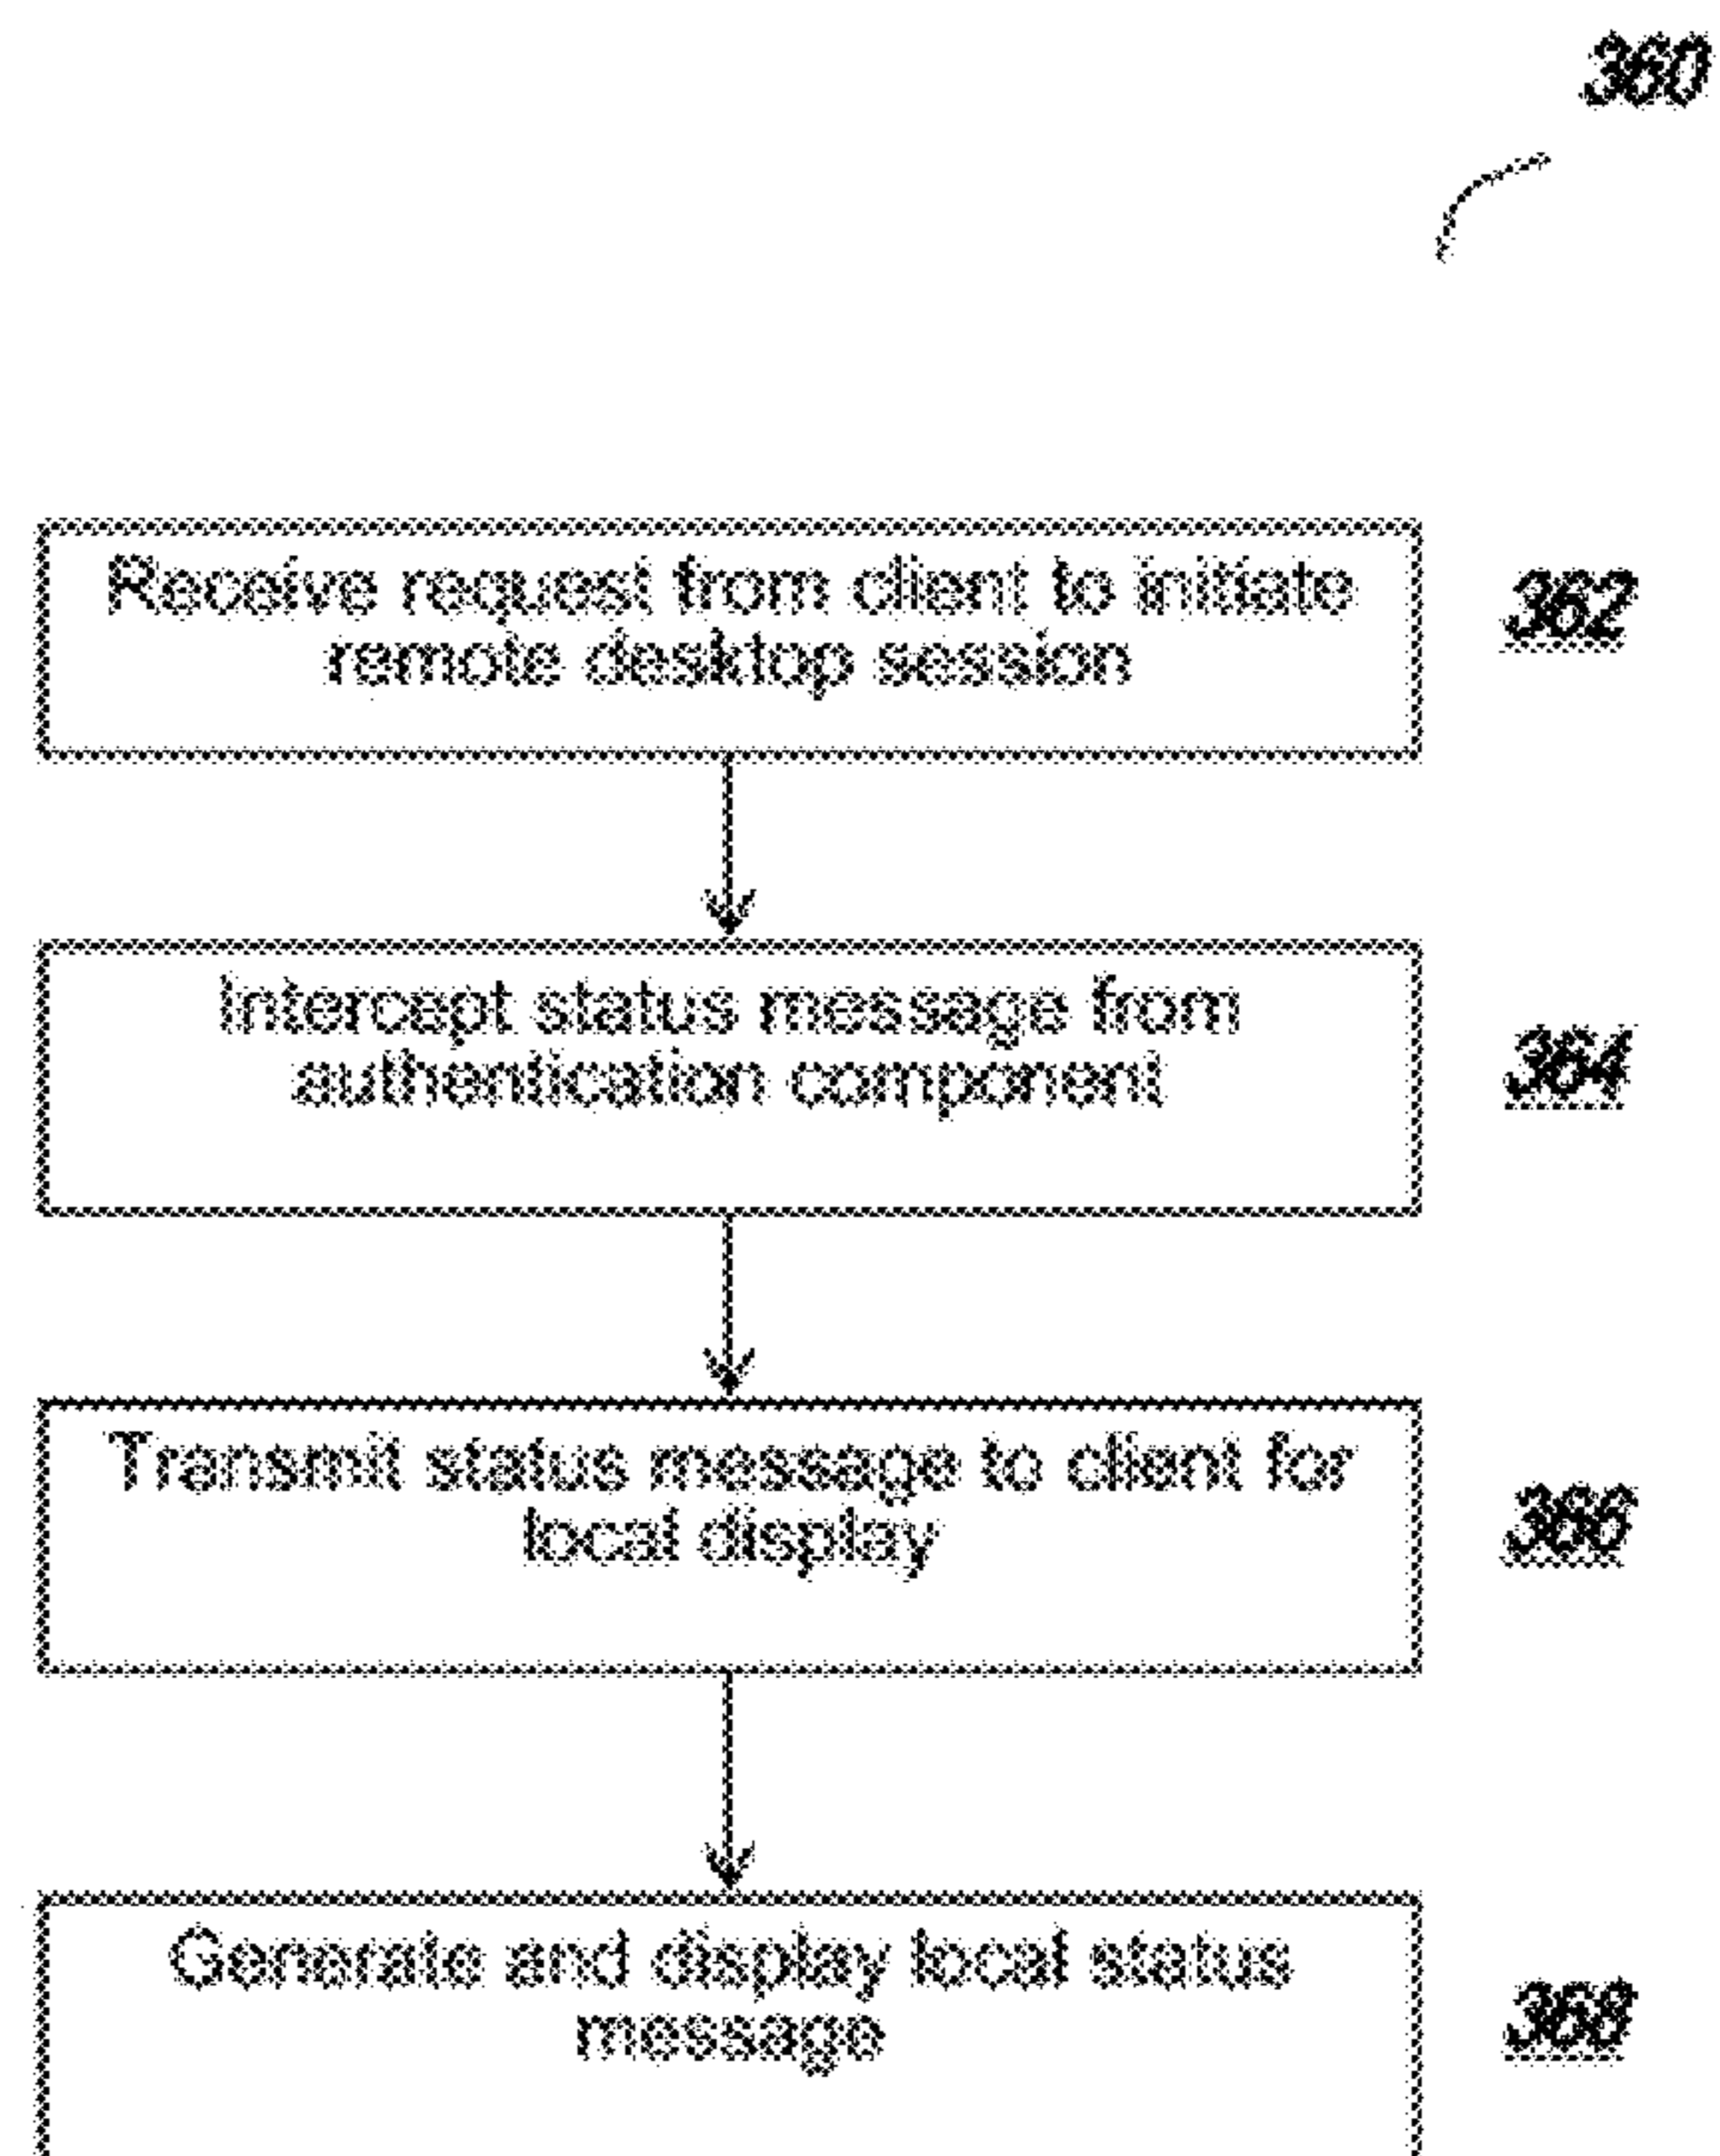 360
Receive request from client to initiate
remote desktop session
362
Intercept status message from
authentication component
364
Transmit status message to client for
local display
366
Generate and display local status
message
368